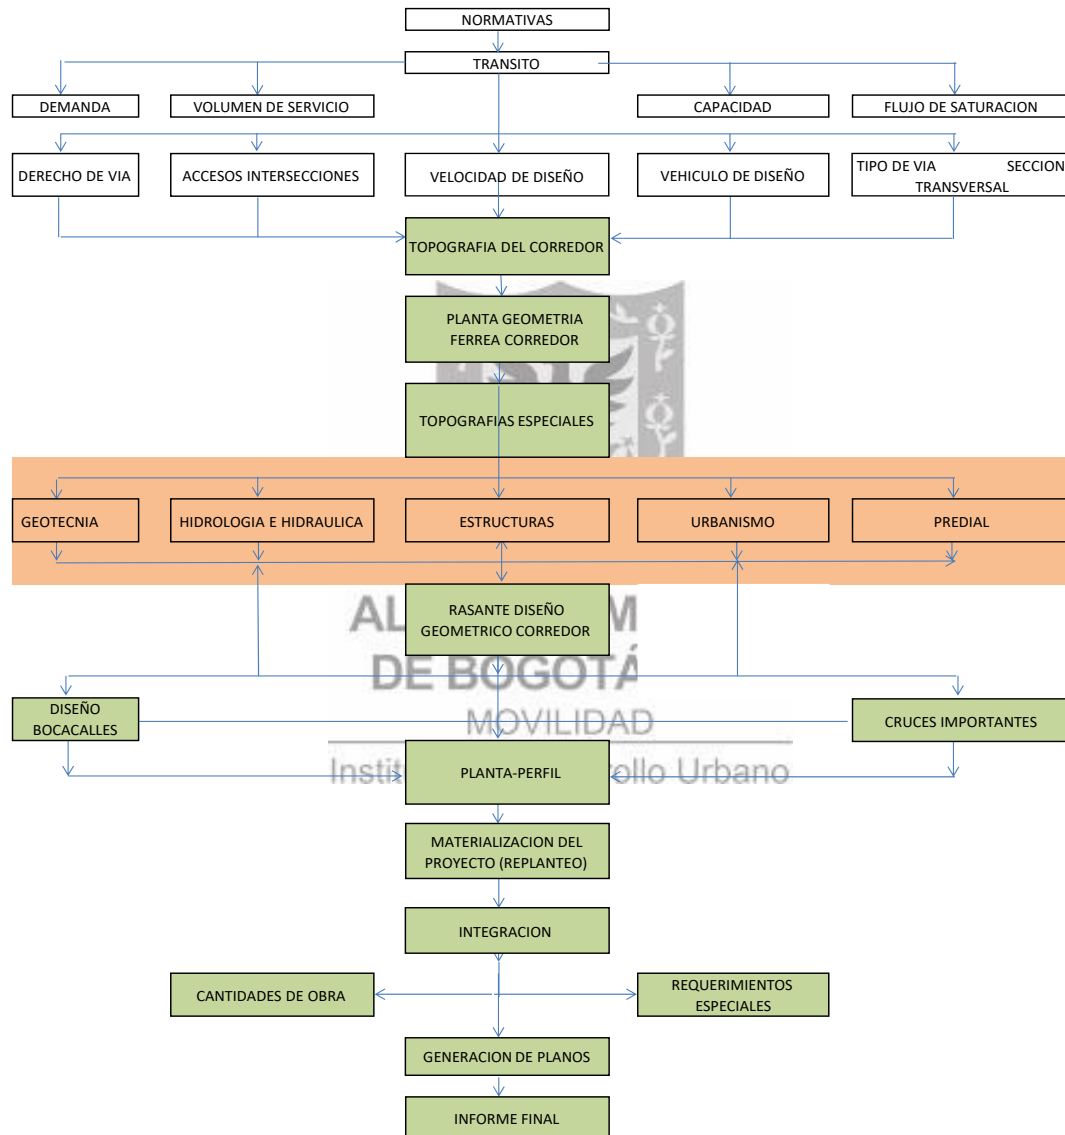 NORMATIVAS
TRANSITO
DEMANDA
VOLUMEN DE SERVICIO
CAPACIDAD
FLUJO DE SATURACION
DERECHO DE VIA
ACCESOS INTERSECCIONES
VELOCIDAD DE DISEÑO
VEHICULO DE DISEÑO
TIPO DE VIA SECCION
TRANSVERSAL
TOPOGRAFIA DEL CORREDOR
PLANTA GEOMETRIA
FERREA CORREDOR
TOPOGRAFIAS ESPECIALES
GEOTECNIA
HIDROLOGIA E HIDRAULICA
ESTRUCTURAS
URBANISMO
PREDIAL
RASANTE DISEÑO
GEOMETRICO CORREDOR
DE BOGOTÁ
MOVILIDAD
DISEÑO
BOCACALLES
CRUCES IMPORTANTES
PLANTA-PERFIL
Urbano
MATERIALIZACION DEL
PROYECTO (REPLANTEO)
INTEGRACION
CANTIDADES DE OBRA
REQUERIMIENTOS
ESPECIALES
GENERACION DE PLANOS
INFORME FINAL